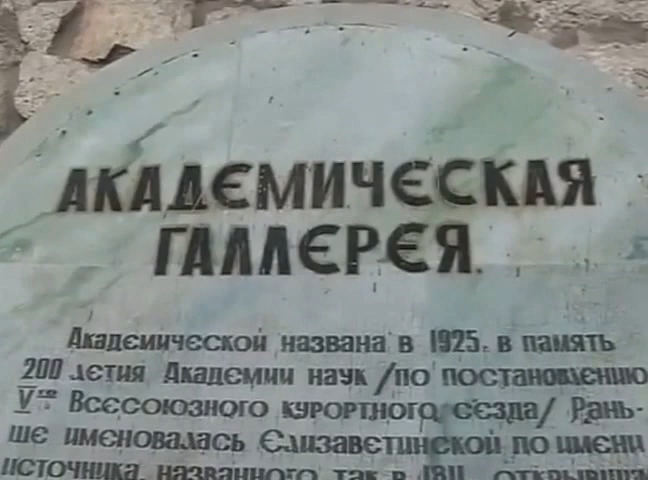 АКАДЕМИЧЕСКАЯ
ГАЛЛЕРЕЯ.
Академической названа в 1925. в память
200 летия Академии наук /по постановлению
V го Всесоюзного курортного сезда/ Рань-
ше именовалась Елизаветинской по имени
источника, названного так в 1811